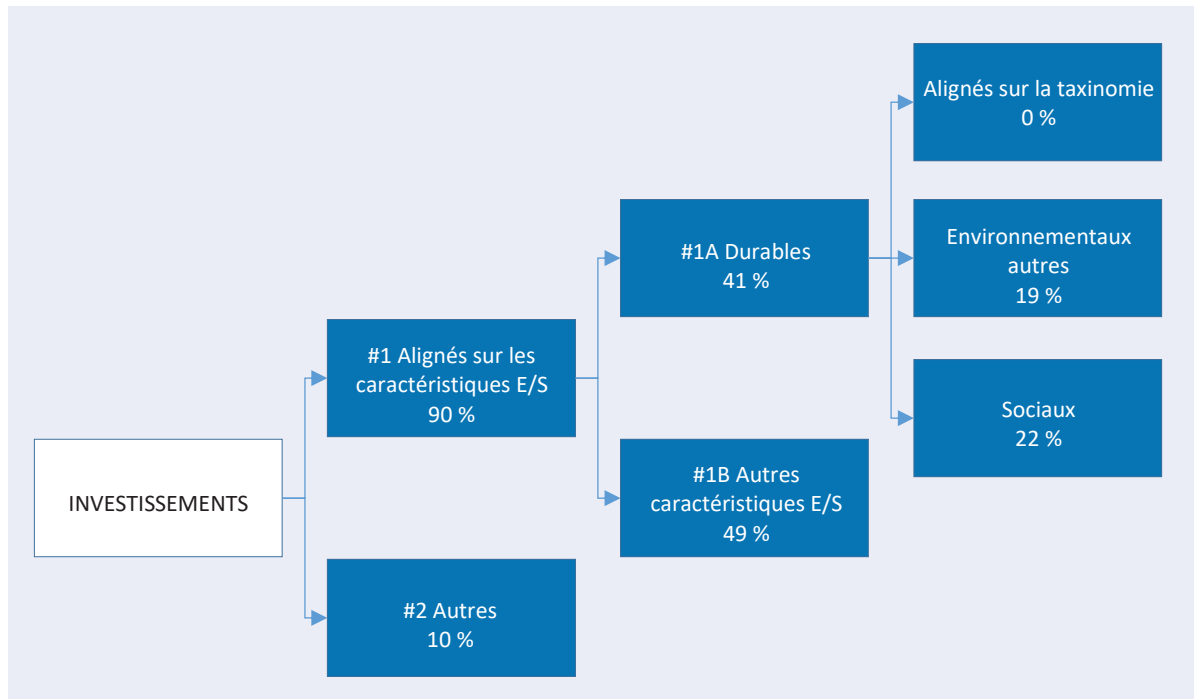 Alignés sur la taxinomie
0 %
#1A Durables
41 %
Environnementaux
autres
19 %
#1 Alignés sur les
caractéristiques E/S
90 %
Sociaux
22 %
INVESTISSEMENTS
#1B Autres
caractéristiques E/S
49 %
#2 Autres
10 %